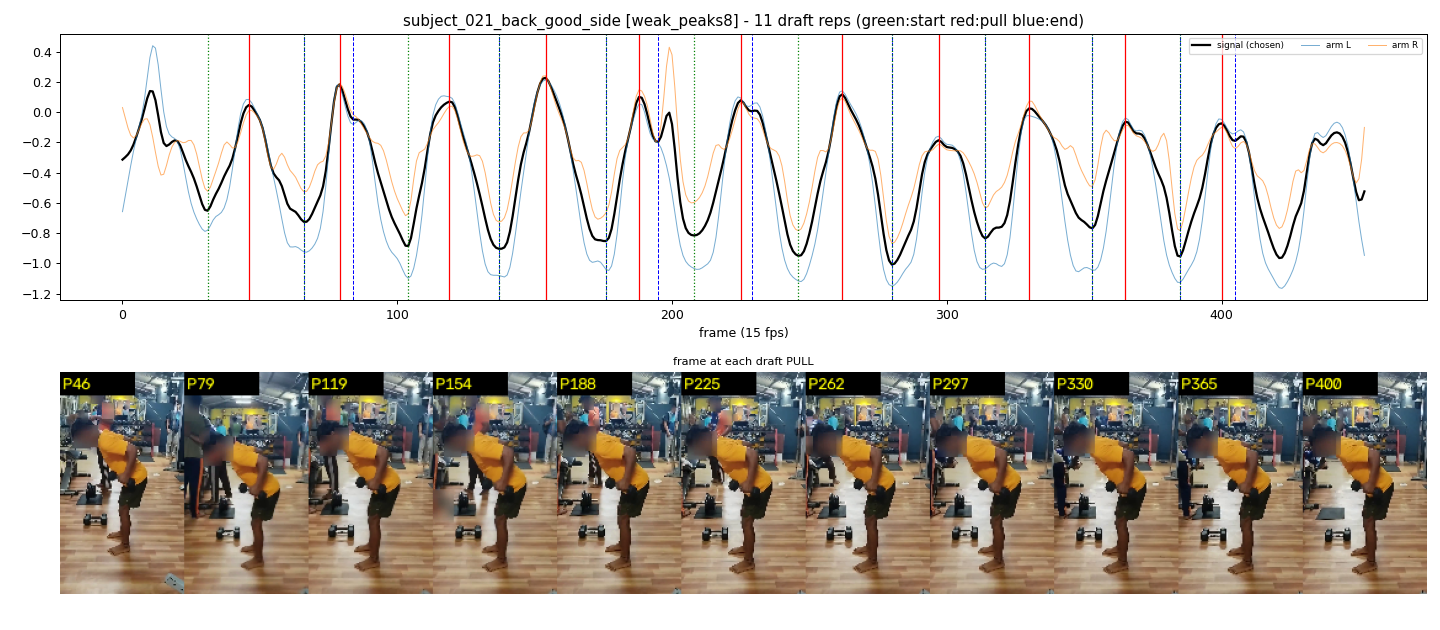 subject_021_back_good_side [weak_peaks8] - 11 draft reps (green:start red:pull blue:end)
signal (chosen) arm L arm R
0.4
0.2
0.0
−0.2
−0.4
−0.6
−0.8
−1.0
−1.2
0 100 200 300 400
frame (15 fps)
frame at each draft PULL
P46 P79 P119 P154 P188 P225 P262 P297 P330 P365 P400